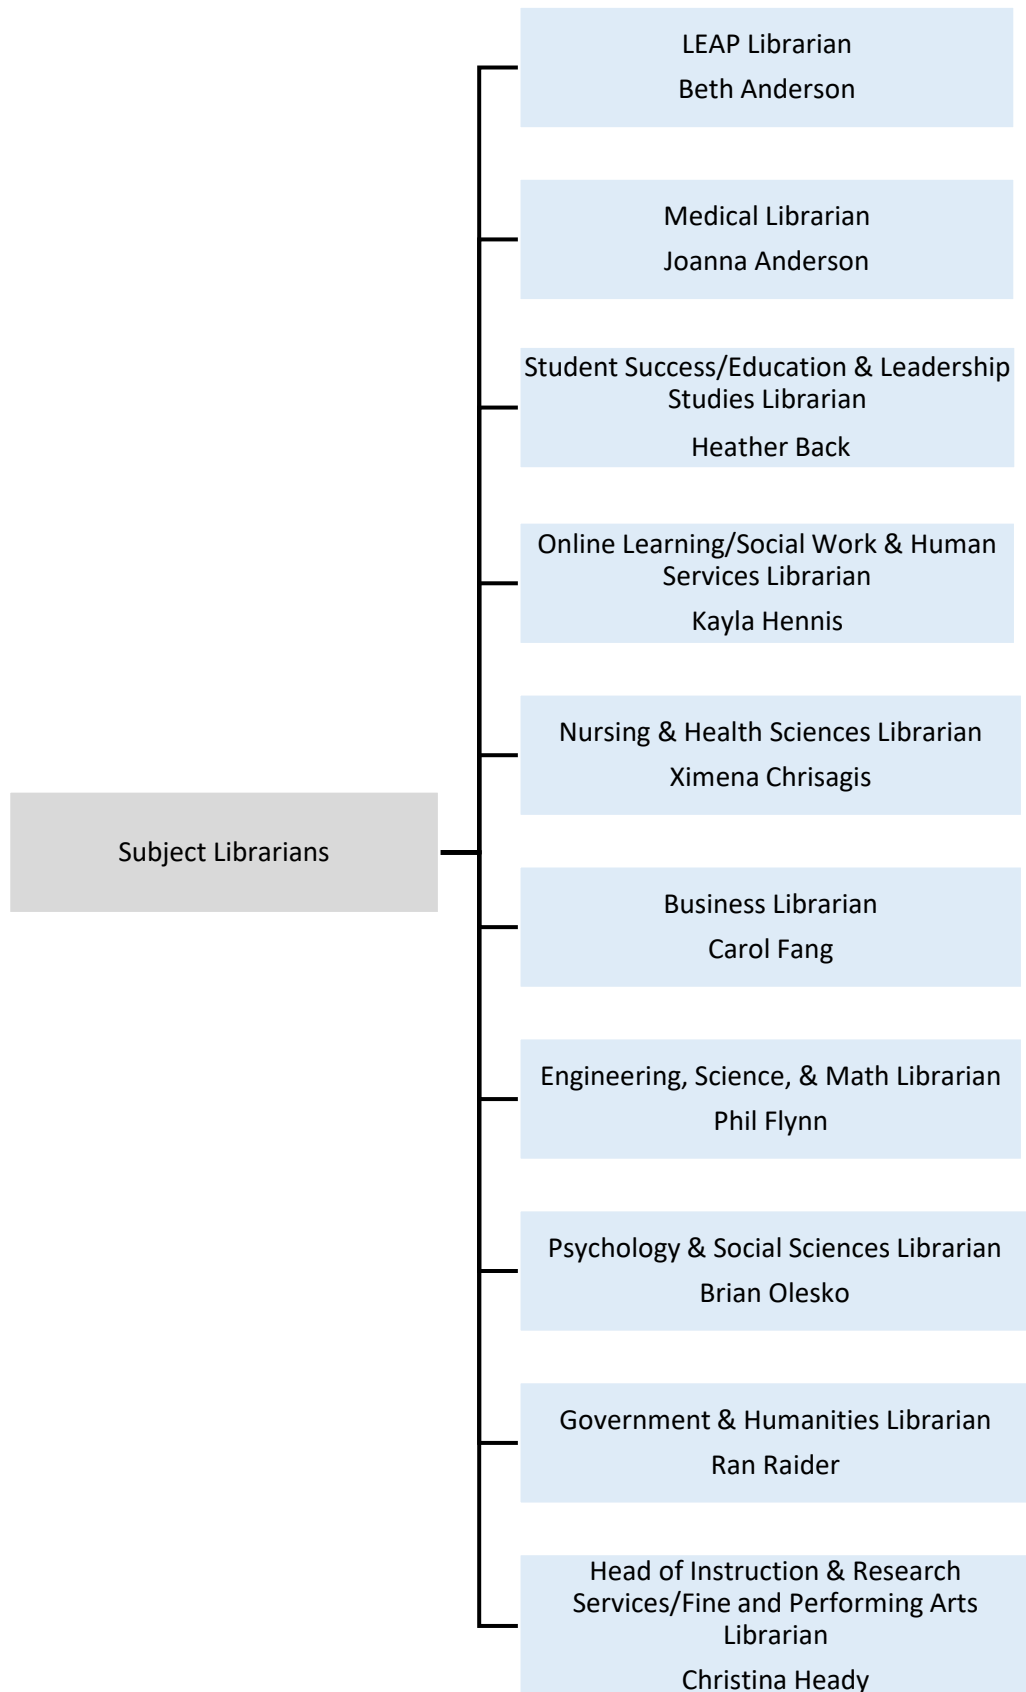 LEAP Librarian
Beth Anderson
Medical Librarian
Joanna Anderson
Student Success/Education & Leadership
Studies Librarian
Heather Back
Online Learning/Social Work & Human
Services Librarian
Kayla Hennis
Nursing & Health Sciences Librarian
Ximena Chrisagis
Subject Librarians
Business Librarian
Carol Fang
Engineering, Science, & Math Librarian
Phil Flynn
Psychology & Social Sciences Librarian
Brian Olesko
Government & Humanities Librarian
Ran Raider
Head of Instruction & Research
Services/Fine and Performing Arts
Librarian
Christina Heady